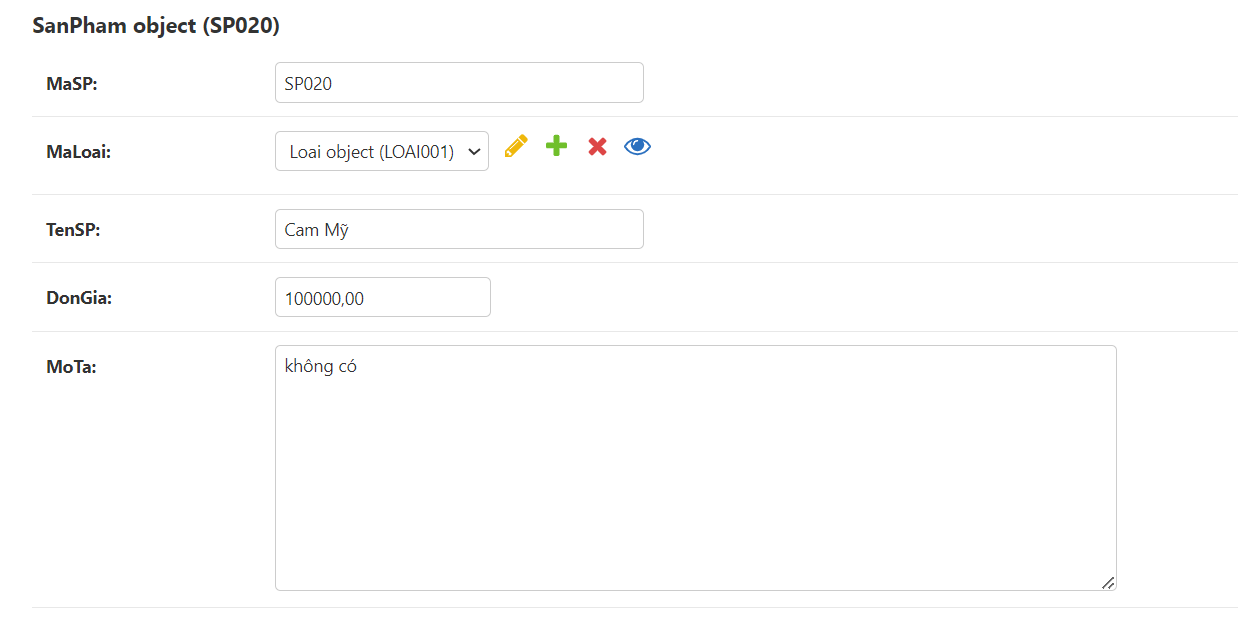 SanPham object (SP020)
MaSP:
SP020
MaLoai:
Loai object (LOAI001)
TenSP:
Cam Mỹ
DonGia:
100000,00
MoTa:
không có